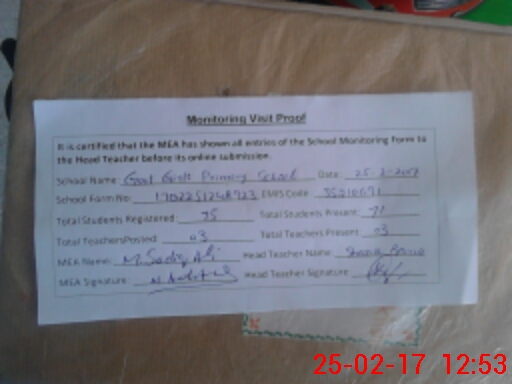 Monitoring Visit Proof
It is certified that the MEA has shown all entries of the School Monitoring Form to
the Head Teacher before its online submission.
School Name: Govt Girls Primary School Date: 25-2-2017
School Form No: EMIS Code:
Total Students Registered: 75 Total Students Present: 71
Total TeachersPosted: 03 Total Teachers Present: 03
MEA Name: M. Sadiq Ali Head Teacher Name:
MEA Signature: Head Teacher Signature
25-02-17 12:53